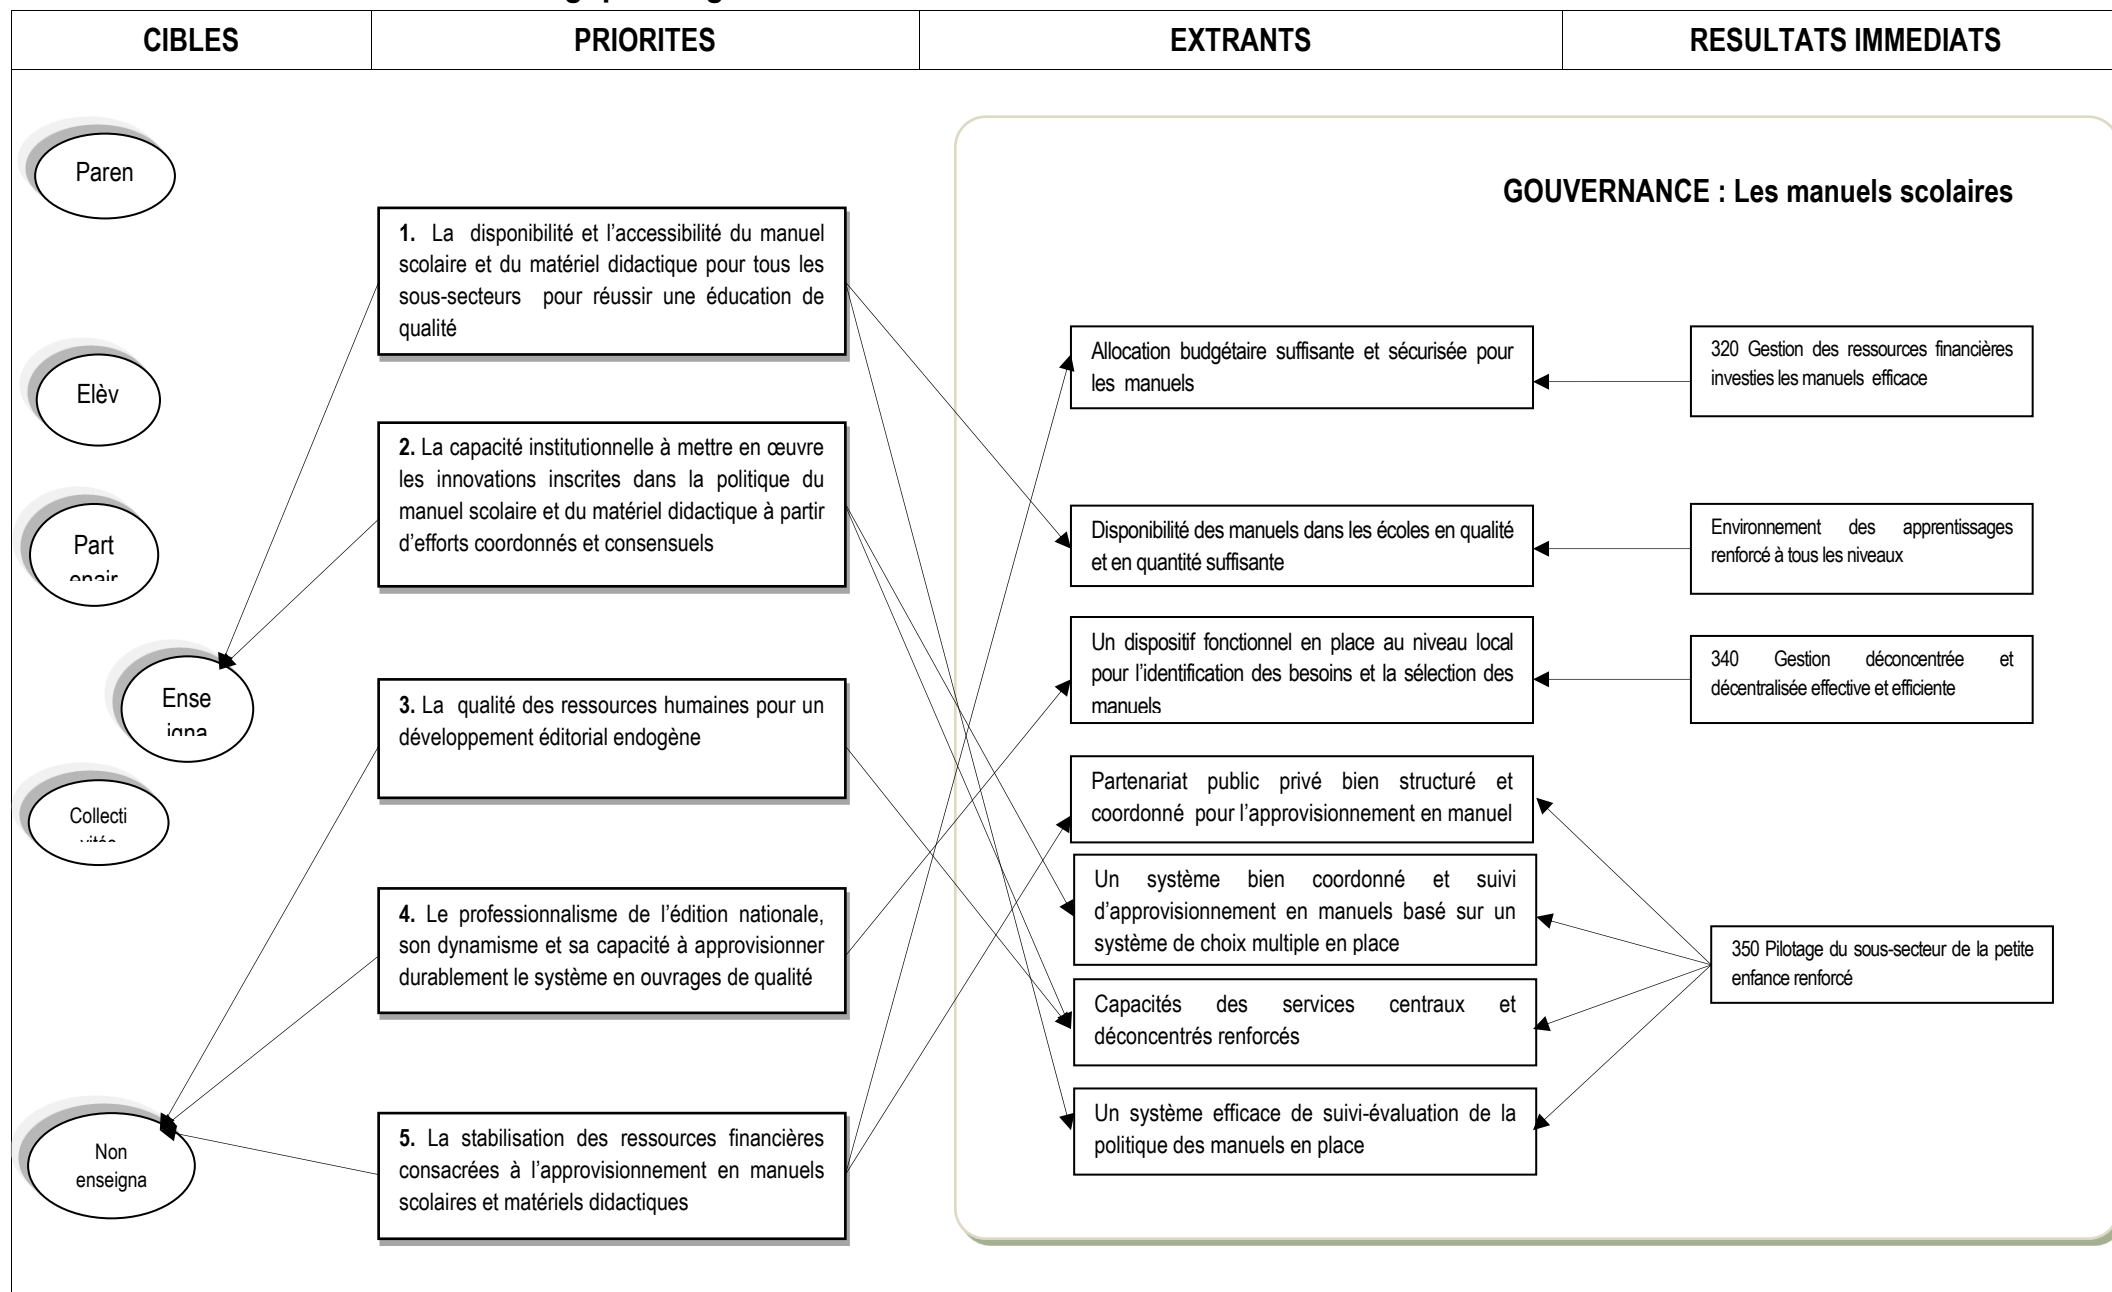 CIBLES
PRIORITES
EXTRANTS
RESULTATS IMMEDIATS
Paren
Elèv
Part
enair
Ense
igna
Collecti
vités
Non
enseigna
1. La disponibilité et l’accessibilité du manuel
scolaire et du matériel didactique pour tous les
sous-secteurs pour réussir une éducation de
qualité
2. La capacité institutionnelle à mettre en œuvre
les innovations inscrites dans la politique du
manuel scolaire et du matériel didactique à partir
d’efforts coordonnés et consensuels
3. La qualité des ressources humaines pour un
développement éditorial endogène
4. Le professionnalisme de l’édition nationale,
son dynamisme et sa capacité à approvisionner
durablement le système en ouvrages de qualité
5. La stabilisation des ressources financières
consacrées à l’approvisionnement en manuels
scolaires et matériels didactiques
GOUVERNANCE : Les manuels scolaires
Allocation budgétaire suffisante et sécurisée pour
les manuels
Disponibilité des manuels dans les écoles en qualité
et en quantité suffisante
Un dispositif fonctionnel en place au niveau local
pour l’identification des besoins et la sélection des
manuels
Partenariat public privé bien structuré et
coordonné pour l’approvisionnement en manuel
Un système bien coordonné et suivi
d’approvisionnement en manuels basé sur un
système de choix multiple en place
Capacités des services centraux et
déconcentrés renforcés
Un système efficace de suivi-évaluation de la
politique des manuels en place
320 Gestion des ressources financières
investies les manuels efficace
Environnement des apprentissages
renforcé à tous les niveaux
340 Gestion déconcentrée et
décentralisée effective et efficiente
350 Pilotage du sous-secteur de la petite
enfance renforcé